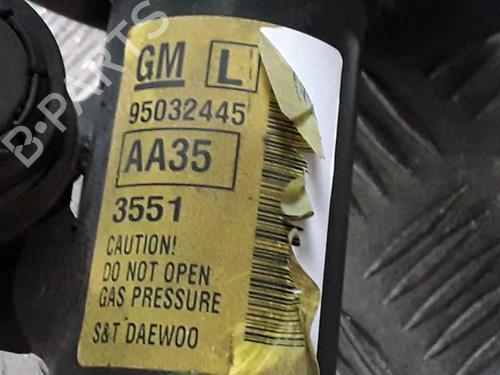 GM L
95032445
AA35
3551
CAUTION!
DO NOT OPEN
GAS PRESSURE
S&T DAEWOO
B-PARTS